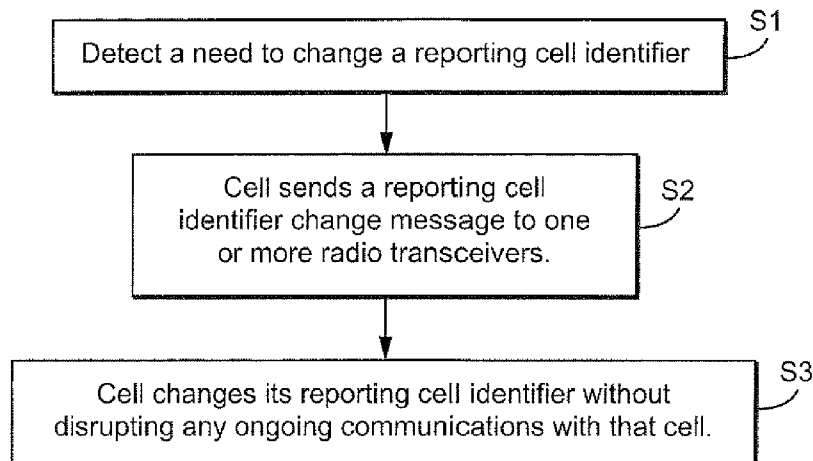 S1
Detect a need to change a reporting cell identifier
Cell sends a reporting cell
identifier change message to one
or more radio transceivers.
S2
Cell changes its reporting cell identifier without
disrupting any ongoing communications with that cell.
S3